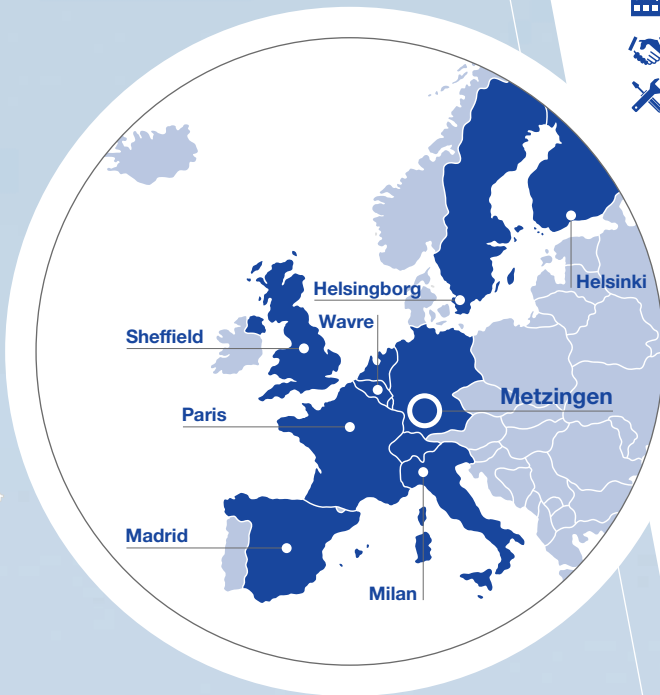 Helsingborg
Helsinki
Wavre
Sheffield
Metzingen
Paris
Madrid
Milan